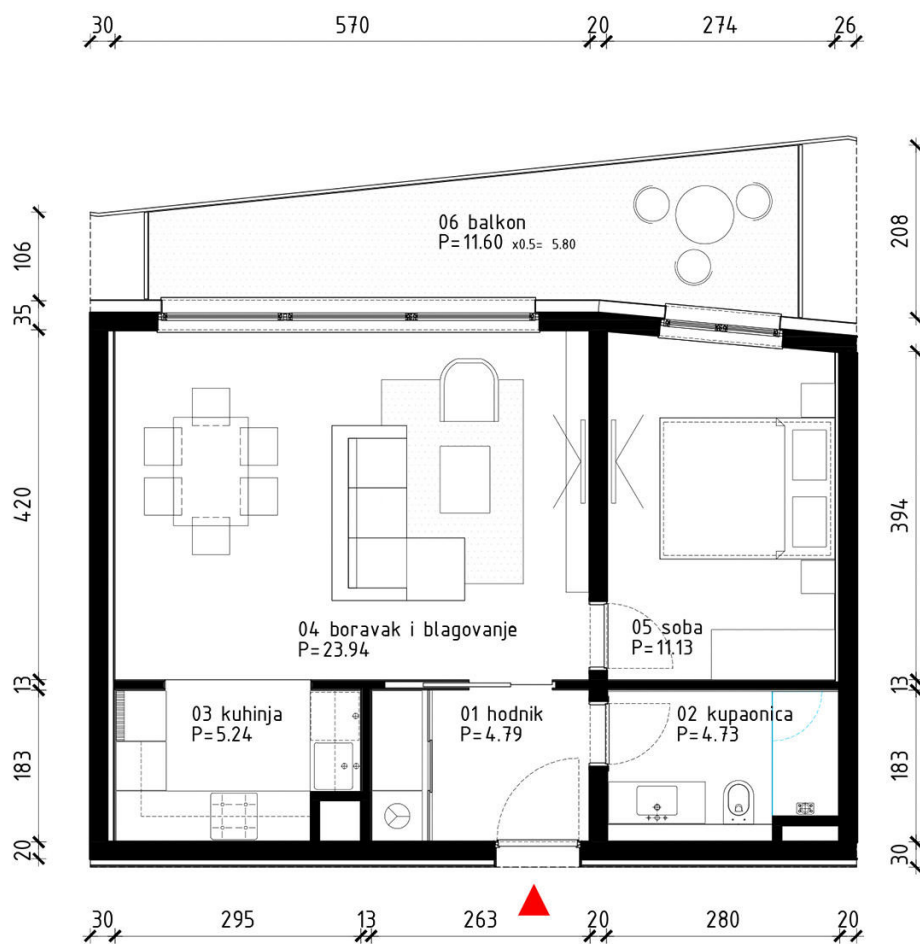 30 570 20 274 26
106
35
420
13
183
20
208
394
13
183
30
06 balkon
P=11.60 x0.5= 5.80
04 boravak i blagovanje
P=23.94
05 soba
P=11.13
03 kuhinja
P=5.24
01 hodnik
P=4.79
02 kupaonica
P=4.73
30 295 13 263 20 280 20